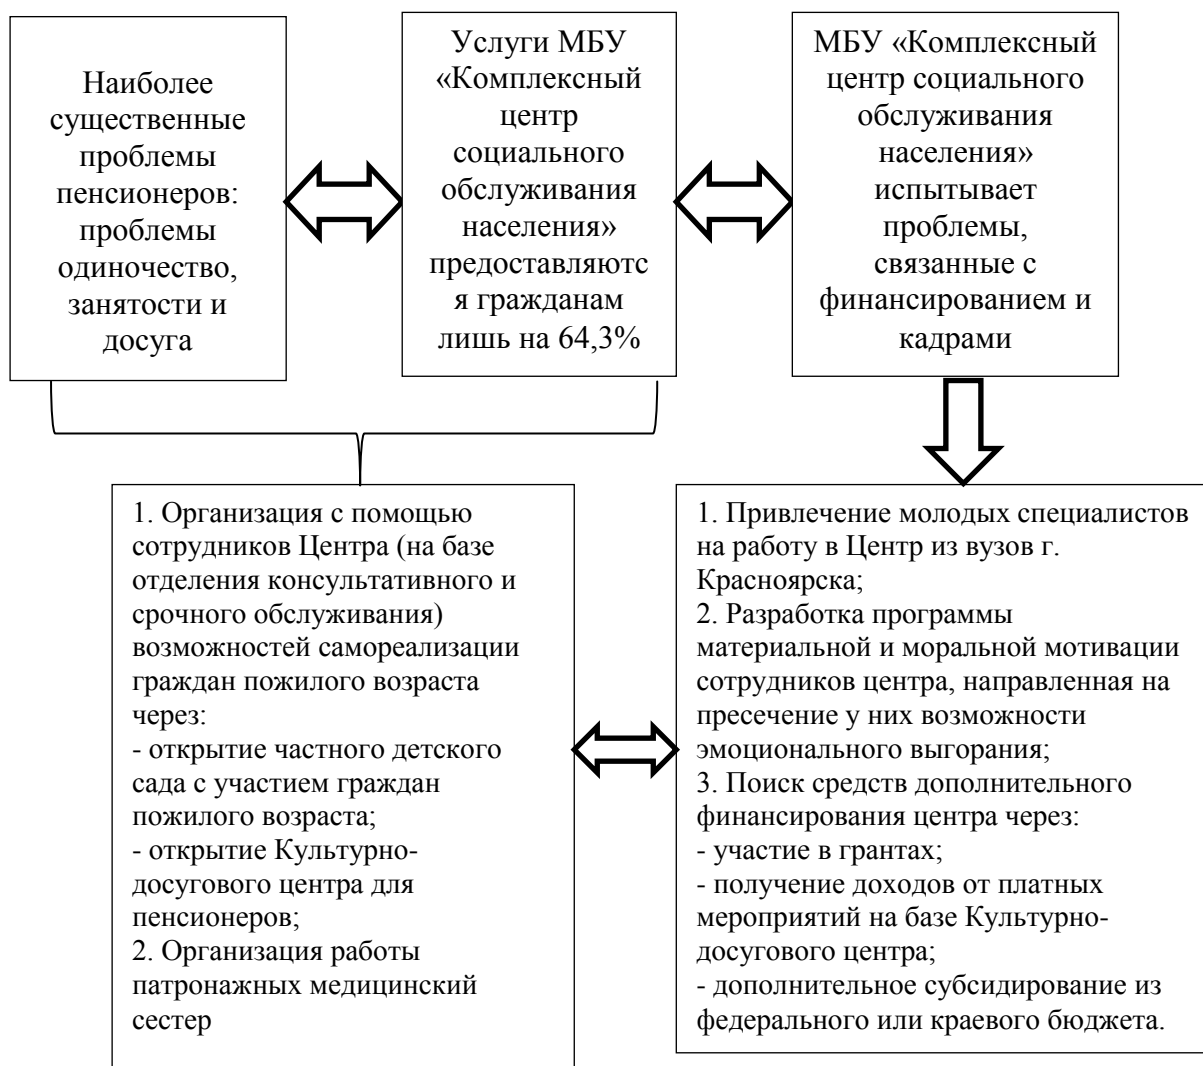 Наиболее
существенные
проблемы
пенсионеров:
проблемы
одиночество,
занятости и
досуга
Услуги МБУ
«Комплексный
центр
социального
обслуживания
населения»
предоставляютс
я гражданам
лишь на 64,3%
МБУ «Комплексный
центр социального
обслуживания
населения»
испытывает
проблемы,
связанные с
финансированием и
кадрами
1. Организация с помощью
сотрудников Центра (на базе
отделения консультативного и
срочного обслуживания)
возможностей самореализации
граждан пожилого возраста
через:
- открытие частного детского
сада с участием граждан
пожилого возраста;
- открытие Культурно-
досугового центра для
пенсионеров;
2. Организация работы
патронажных медицинский
сестер
1. Привлечение молодых специалистов
на работу в Центр из вузов г.
Красноярска;
2. Разработка программы
материальной и моральной мотивации
сотрудников центра, направленная на
пресечение у них возможности
эмоционального выгорания;
3. Поиск средств дополнительного
финансирования центра через:
- участие в грантах;
- получение доходов от платных
мероприятий на базе Культурно-
досугового центра;
- дополнительное субсидирование из
федерального или краевого бюджета.